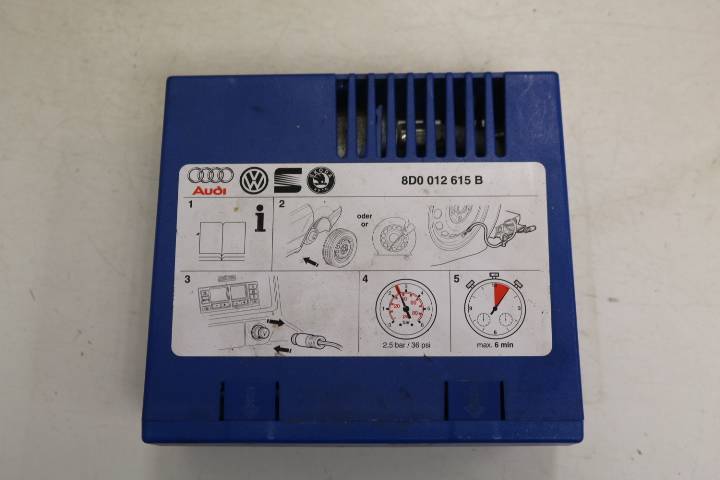 Audi
8D0 012 615 B
1
2
oder
or
3
4
2.5 bar / 36 psi
5
max. 6 min